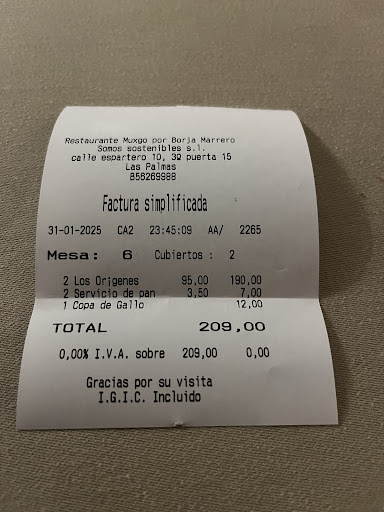 Restaurante Muxgo por Borja Marrero
Somos sostenibles s.l.
calle espartero 10, 3Q puerta 15
Las Palmas
856269988
Factura simplificada
31-01-2025 CA2 23:45:09 AA/ 2265
Mesa: 6 Cubiertos : 2
2 Los Origenes 95,00 190,00
2 Servicio de pan 3,50 7,00
1 Copa de Gallo 12,00
TOTAL 209,00
0,00% I.V.A. sobre 209,00 0,00
Gracias por su visita
I.G.I.C. Incluido